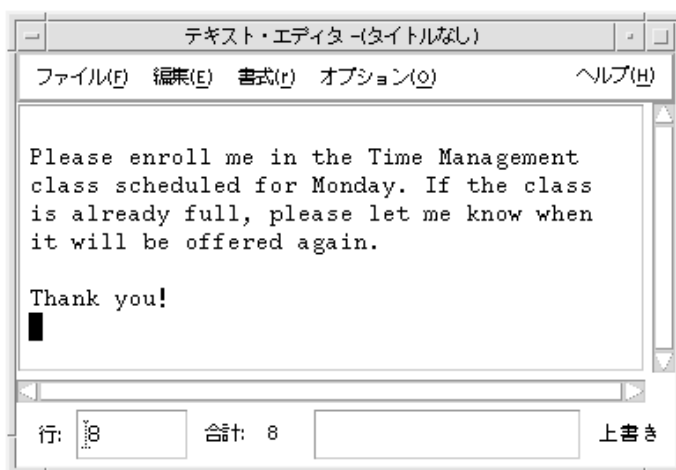 テキスト・エディタ -(タイトルなし)
ファイル(F) 編集(E) 書式(r) オプション(O) ヘルプ(H)
Please enroll me in the Time Management
class scheduled for Monday. If the class
is already full, please let me know when
it will be offered again.
Thank you!
行: 8 合計: 8 上書き